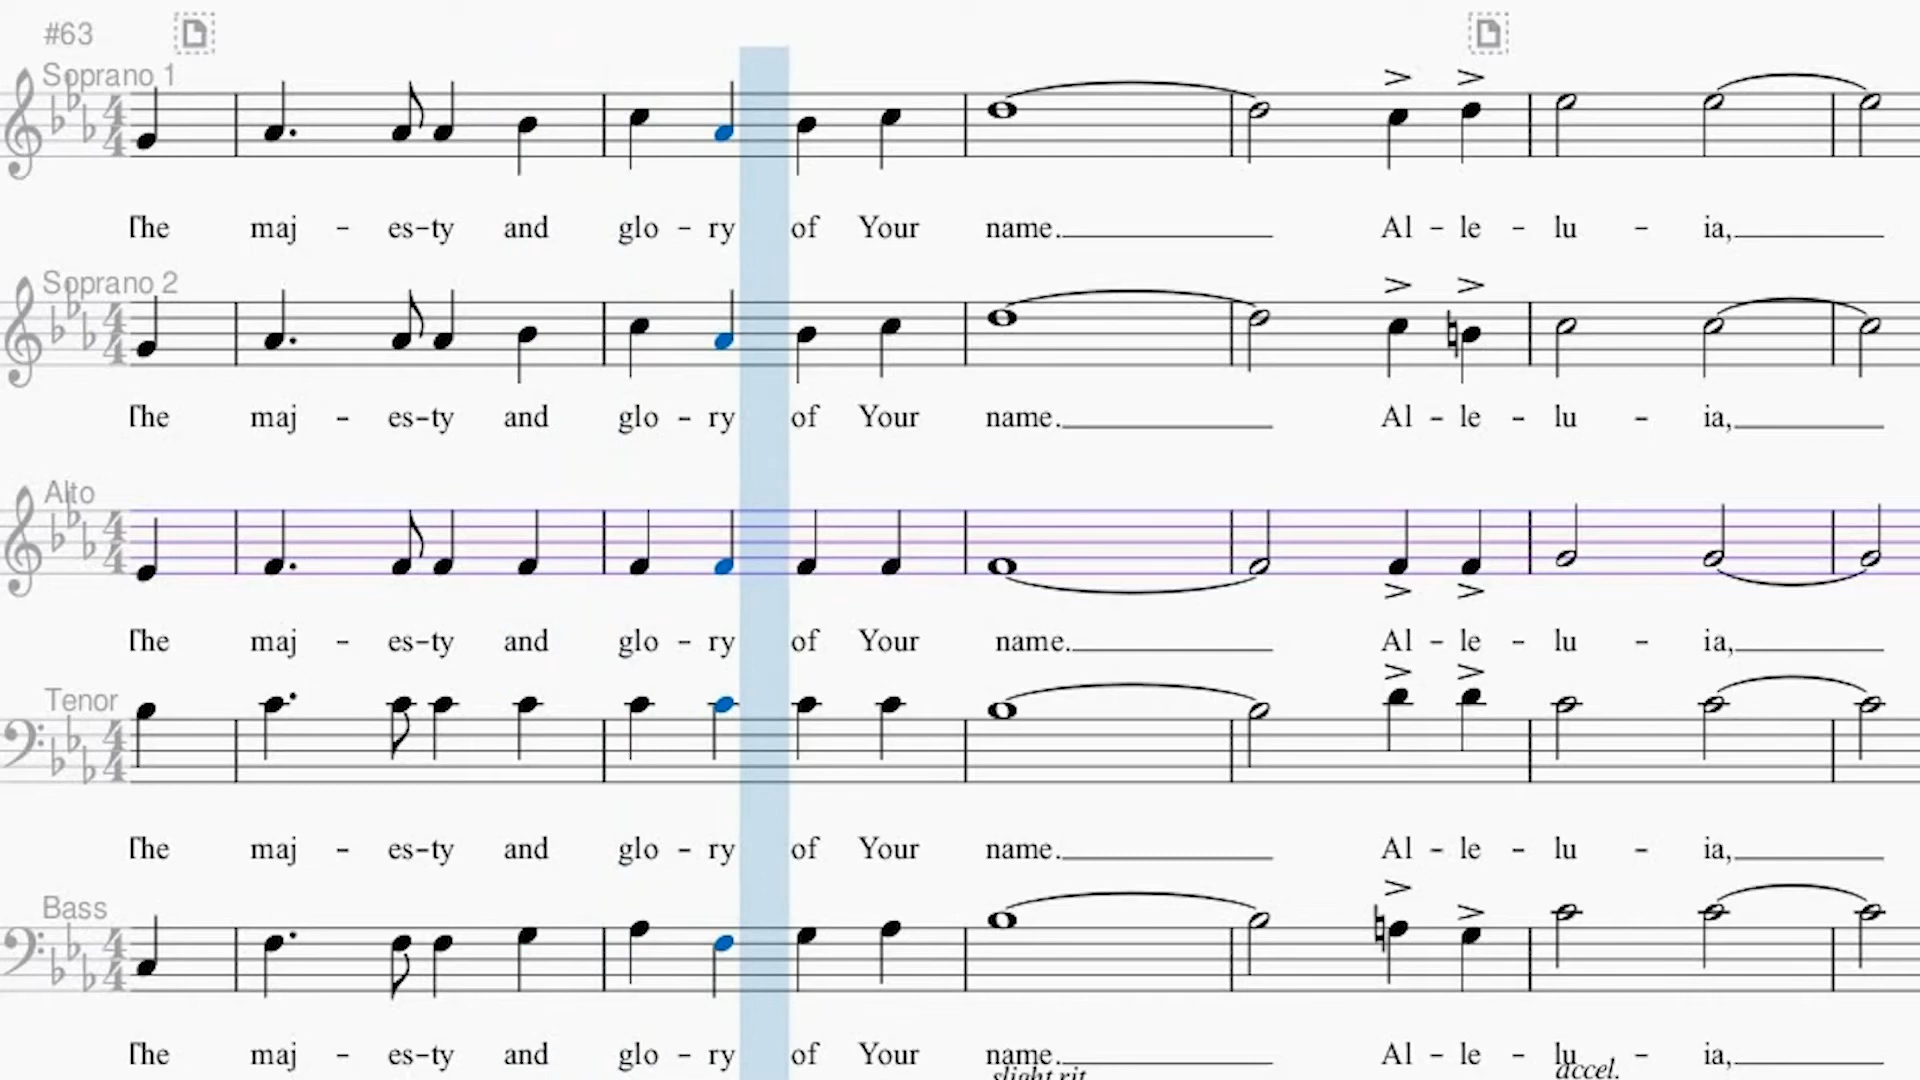 #63
Soprano 1
The maj - es-ty and glo - ry of Your name. Al - le - lu - ia,
Soprano 2
The maj - es-ty and glo - ry of Your name. Al - le - lu - ia,
Alto
The maj - es-ty and glo - ry of Your name. Al - le - lu - ia,
Tenor
The maj - es-ty and glo - ry of Your name. Al - le - lu - ia,
Bass
The maj - es-ty and glo - ry of Your name. Al - le - lu - ia,
slight rit. accel.